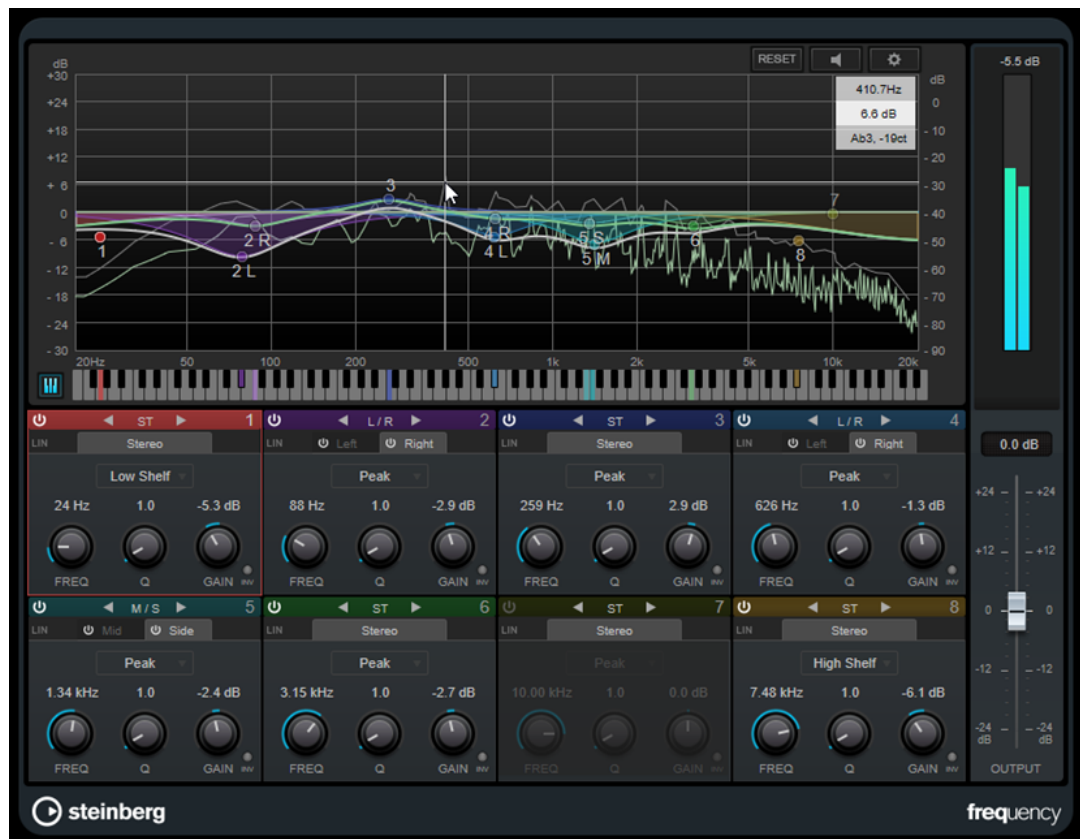 RESET
-5.5 dB
dB
+30
+24
+18
+12
+ 6
0
- 6
- 12
- 18
- 24
- 30
410.7Hz
6.6 dB
Ab3, -19ct
dB
0
- 10
- 20
- 30
- 40
- 50
- 60
- 70
- 80
- 90
1
2 R
2 L
3
4 R
4 L
5 S
5 M
6
7
8
20Hz 50 100 200 500 1k 2k 5k 10k 20k
ST 1 L/R 2 ST 3 L/R 4
LIN Stereo LIN Left Right LIN Stereo LIN Left Right
Low Shelf Peak Peak Peak
24 Hz 1.0 -5.3 dB 88 Hz 1.0 -2.9 dB 259 Hz 1.0 2.9 dB 626 Hz 1.0 -1.3 dB
FREQ Q GAIN INV FREQ Q GAIN INV FREQ Q GAIN INV FREQ Q GAIN INV
M/S 5 ST 6 ST 7 ST 8
LIN Mid Side LIN Stereo LIN Stereo LIN Stereo
Peak Peak Peak High Shelf
1.34 kHz 1.0 -2.4 dB 3.15 kHz 1.0 -2.7 dB 10.00 kHz 1.0 0.0 dB 7.48 kHz 1.0 -6.1 dB
FREQ Q GAIN INV FREQ Q GAIN INV FREQ Q GAIN INV FREQ Q GAIN INV
0.0 dB
+24 +24
+12 +12
0 0
-12 -12
-24 -24
dB dB
OUTPUT
steinberg
frequency